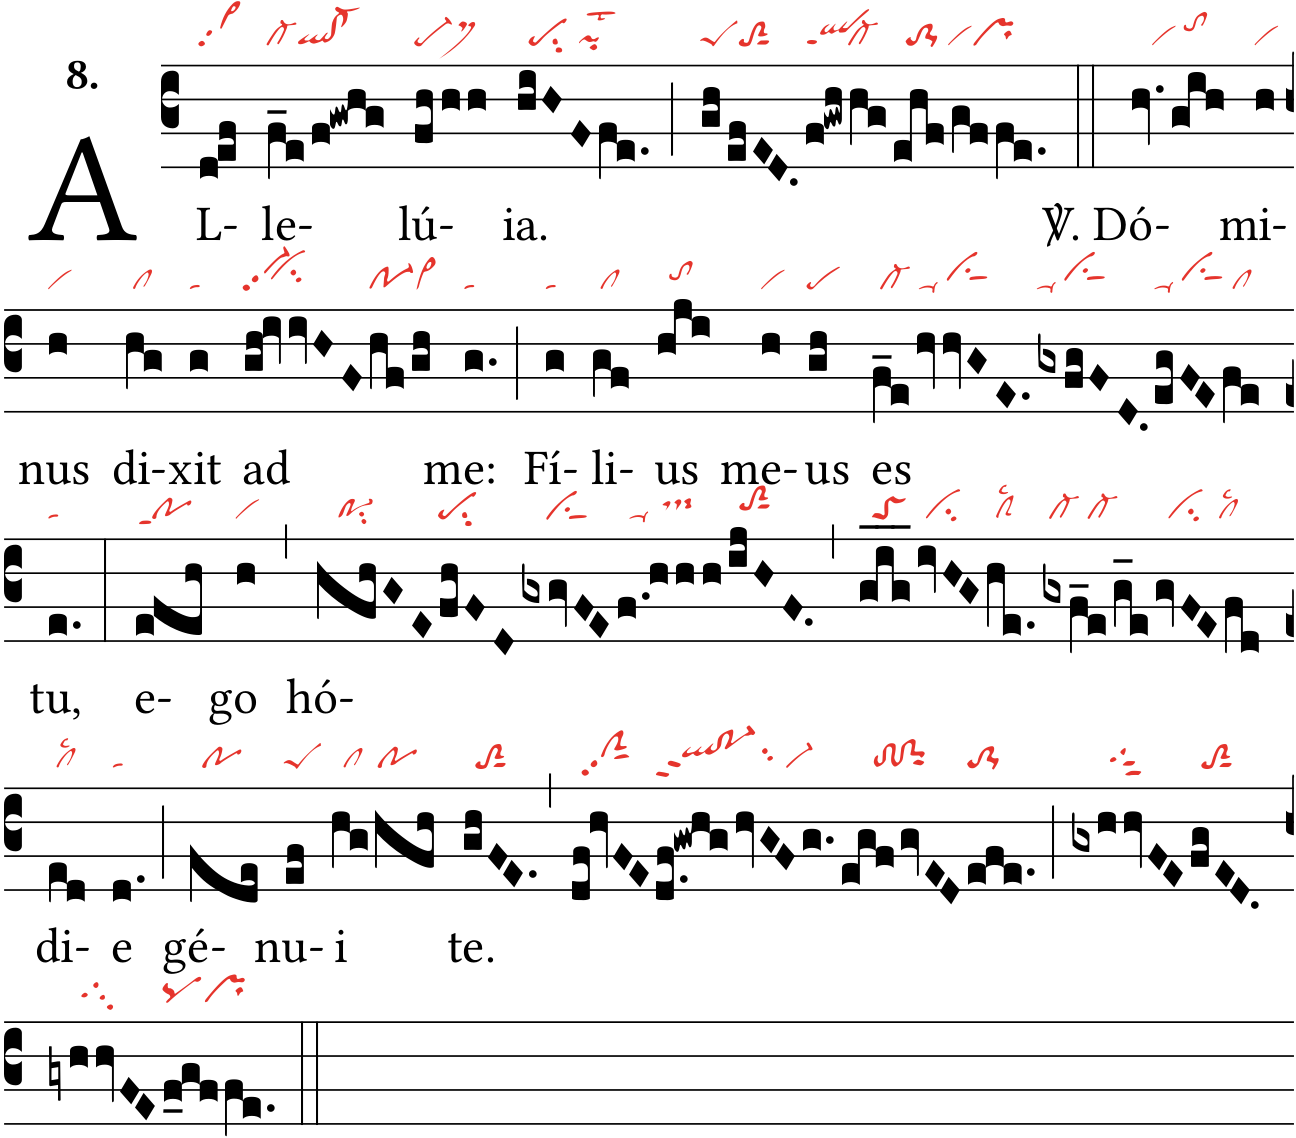 8.
AL-le-lú-ia. ℣. Dó-mi-
nus di-xit ad me: Fí-li-us me-us es
tu, e-go hó-
di-e gé-nu-i te.